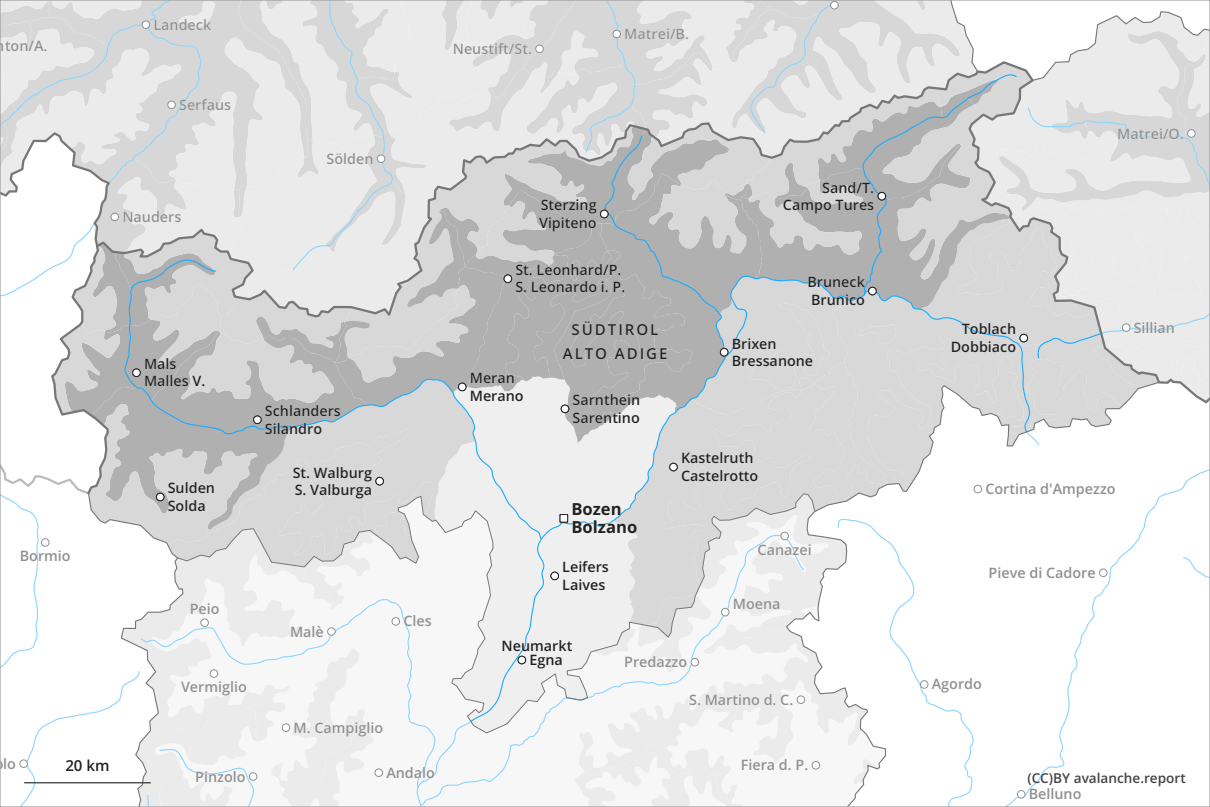 Landeck
Matrei/B.
nton/A.
Neustift/St.
Serfaus
Matrei/O.
Sölden
Sand/T.
Campo Tures
Sterzing
Vipiteno
Nauders
St. Leonhard/P.
S. Leonardo i. P.
Bruneck
Brunico
SÜDTIROL
ALTO ADIGE
Toblach
Dobbiaco
Sillian
Brixen
Bressanone
Mals
Malles V.
Meran
Merano
Sarnthein
Sarentino
Schlanders
Silandro
Kastelruth
Castelrotto
St. Walburg
S. Valburga
Sulden
Solda
Cortina d'Ampezzo
Bozen
Bolzano
Bormio
Canazei
Leifers
Laives
Pieve di Cadore
Peio
Moena
Cles
Malè
Neumarkt
Egna
Predazzo
Vermiglio
Agordo
S. Martino d. C.
M. Campiglio
olo
20 km
Fiera d. P.
Pinzolo
Andalo
(CC)BY avalanche.report
Belluno